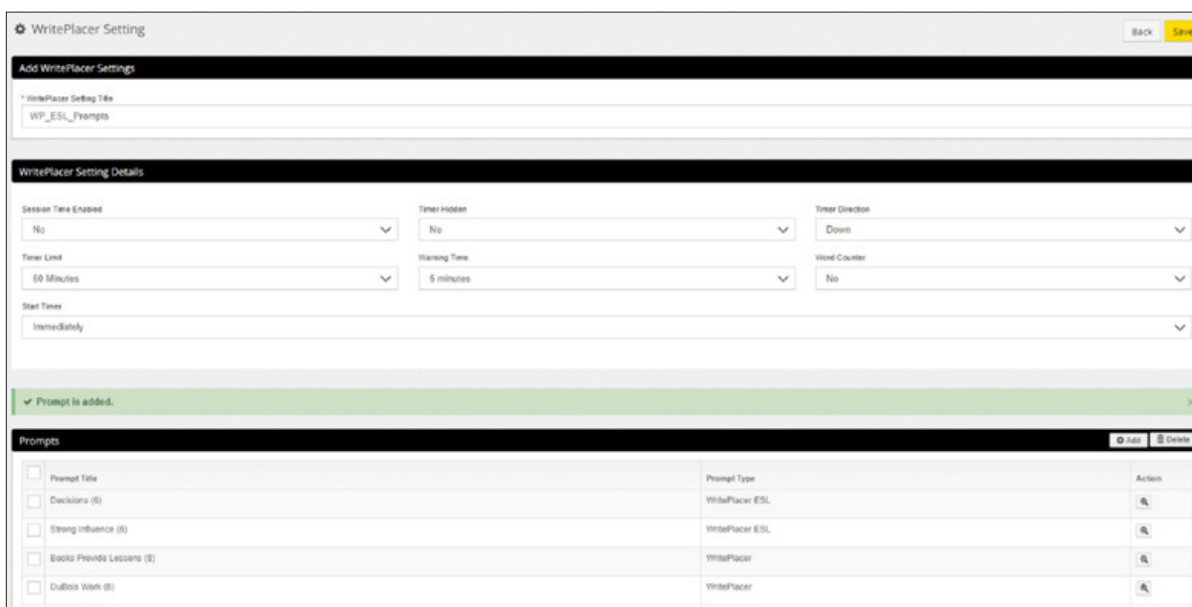 WritePlacer Setting
Back Save
Add WritePlacer Settings
* WritePlacer Setting Title
WP_ESL_Prompts
WritePlacer Setting Details
Session Time Enabled Timer Hidden Timer Direction
No No Down
Timer Limit Warning Time Word Counter
60 Minutes 5 minutes No
Start Timer
Immediately
Prompt is added.
Prompts Add Delete
Prompt Title Prompt Type Action
Decisions (6) WritePlacer ESL
Strong Influence (6) WritePlacer ESL
Books Provide Lessons (8) WritePlacer
DuBois Work (8) WritePlacer